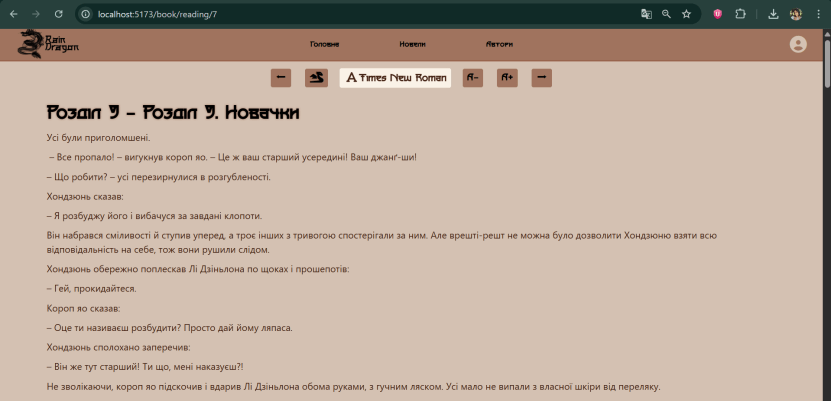 localhost:5173/book/reading/7
Rain
Dragon
Головна
Новели
Автори
A Times New Roman
A-
A+
Розділ 9 - Розділ 9. Новачки
Усі були приголомшені.
– Все пропало! – вигукнув короп яо. – Це ж ваш старший усередині! Ваш джанґ-ши!
– Що робити? – усі перезирнулися в розгубленості.
Хондзюнь сказав:
– Я розбуджу його і вибачуся за завдані клопоти.
Він набрався сміливості й ступив уперед, а троє інших з тривогою спостерігали за ним. Але врешті-решт не можна було дозволити Хондзюню взяти всю
відповідальність на себе, тож вони рушили слідом.
Хондзюнь обережно поплескав Лі Дзіньлона по щоках і прошепотів:
– Гей, прокидайтеся.
Короп яо сказав:
– Оце ти називаєш розбудити? Просто дай йому ляпаса.
Хондзюнь сполохано заперечив:
– Він же тут старший! Ти що, мені наказуєш?!
Не зволікаючи, короп яо підскочив і вдарив Лі Дзіньлона обома руками, з гучним ляском. Усі мало не випали з власної шкіри від переляку.